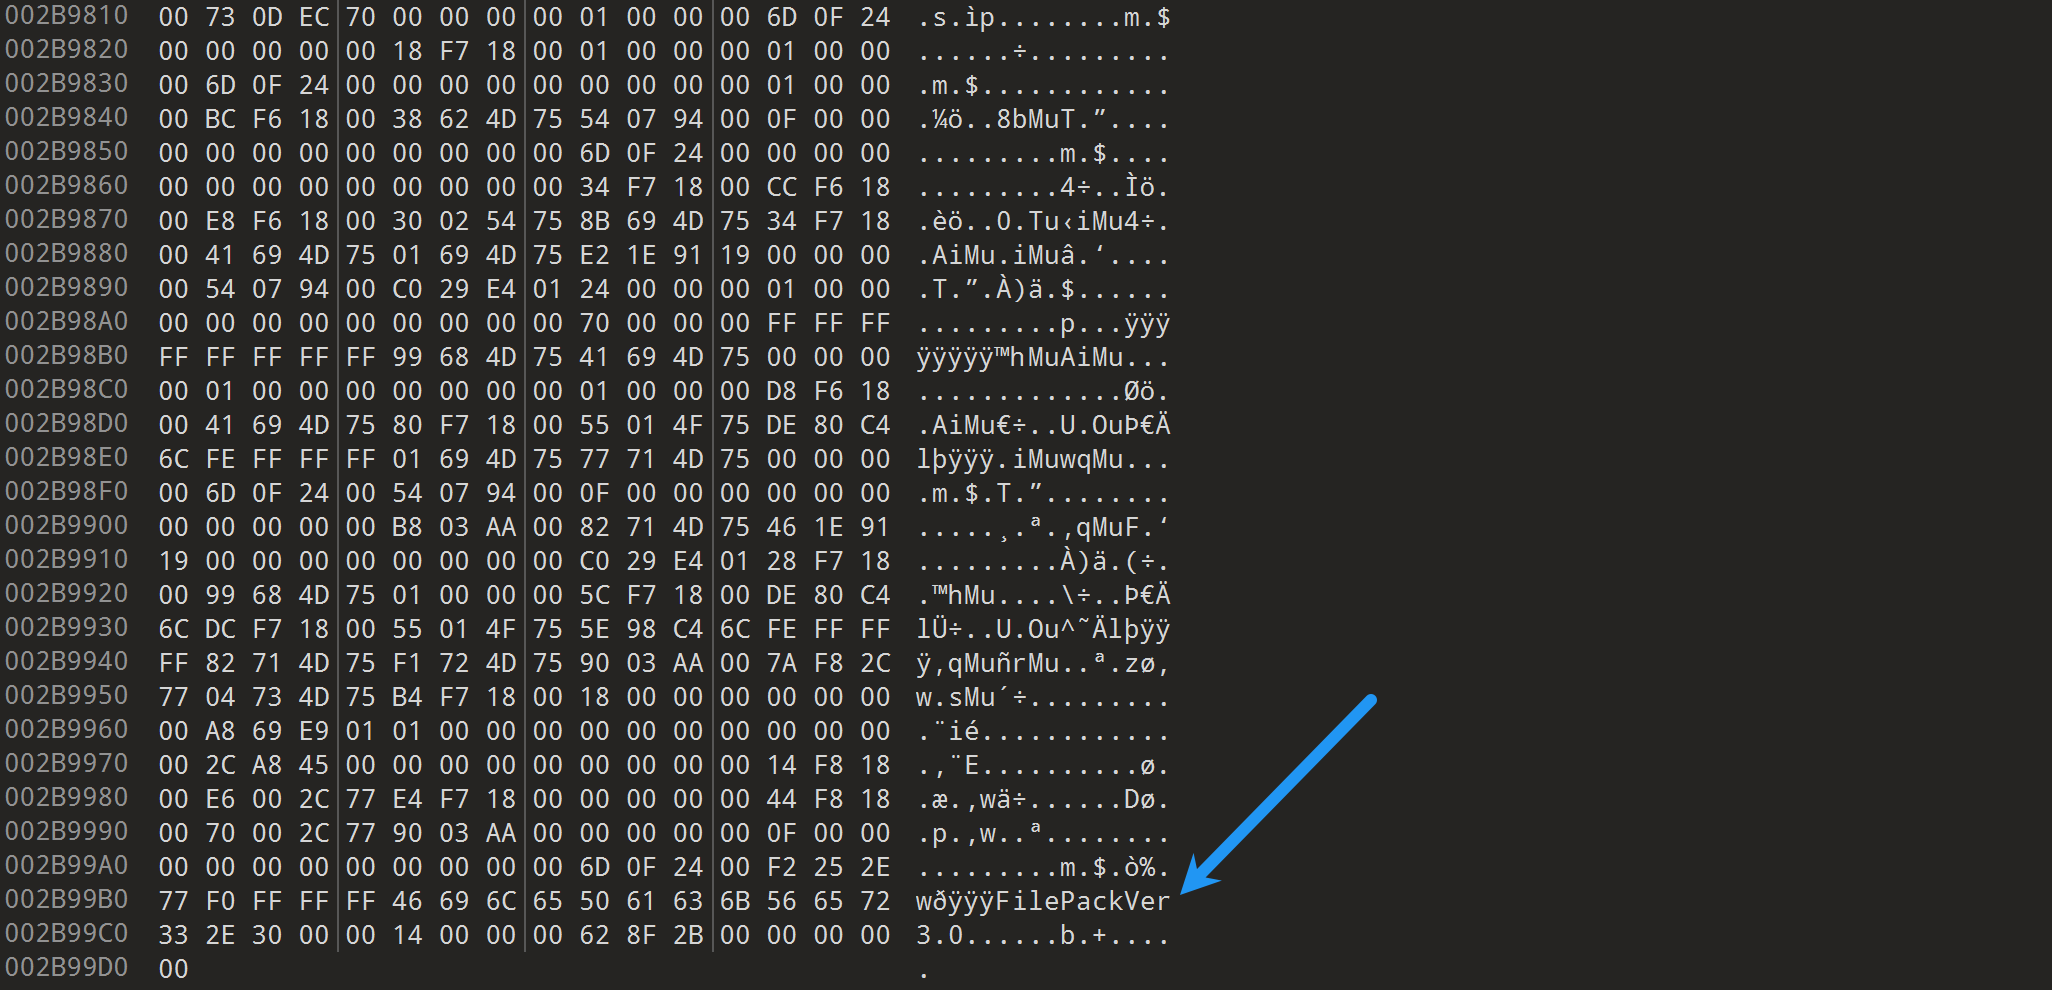 002B9810 00 73 0D EC 70 00 00 00 00 01 00 00 00 6D 0F 24 .s.ìp........m.$
002B9820 00 00 00 00 00 18 F7 18 00 01 00 00 00 01 00 00 ......÷.........
002B9830 00 6D 0F 24 00 00 00 00 00 00 00 00 00 01 00 00 .m.$............
002B9840 00 BC F6 18 00 38 62 4D 75 54 07 94 00 0F 00 00 .¼ö..8bMuT.”....
002B9850 00 00 00 00 00 00 00 00 00 6D 0F 24 00 00 00 00 .........m.$....
002B9860 00 00 00 00 00 00 00 00 00 34 F7 18 00 CC F6 18 .........4÷..Ìö.
002B9870 00 E8 F6 18 00 30 02 54 75 8B 69 4D 75 34 F7 18 .èö..0.Tu‹iMu4÷.
002B9880 00 41 69 4D 75 01 69 4D 75 E2 1E 91 19 00 00 00 .AiMu.iMuâ.‘....
002B9890 00 54 07 94 00 C0 29 E4 01 24 00 00 00 01 00 00 .T.”.À)ä.$......
002B98A0 00 00 00 00 00 00 00 00 00 70 00 00 00 FF FF FF .........p...ÿÿÿ
002B98B0 FF FF FF FF FF 99 68 4D 75 41 69 4D 75 00 00 00 ÿÿÿÿÿ™hMuAiMu...
002B98C0 00 01 00 00 00 00 00 00 00 01 00 00 00 D8 F6 18 .............Øö.
002B98D0 00 41 69 4D 75 80 F7 18 00 55 01 4F 75 DE 80 C4 .AiMu€÷..U.OuÞ€Ä
002B98E0 6C FE FF FF FF 01 69 4D 75 77 71 4D 75 00 00 00 lþÿÿÿ.iMuwqMu...
002B98F0 00 6D 0F 24 00 54 07 94 00 0F 00 00 00 00 00 00 .m.$.T.”........
002B9900 00 00 00 00 00 B8 03 AA 00 82 71 4D 75 46 1E 91 .....¸.ª.‚qMuF.‘
002B9910 19 00 00 00 00 00 00 00 00 C0 29 E4 01 28 F7 18 .........À)ä.(÷.
002B9920 00 99 68 4D 75 01 00 00 00 5C F7 18 00 DE 80 C4 .™hMu....\÷..Þ€Ä
002B9930 6C DC F7 18 00 55 01 4F 75 5E 98 C4 6C FE FF FF lÜ÷..U.Ou^˜Älþÿÿ
002B9940 FF 82 71 4D 75 F1 72 4D 75 90 03 AA 00 7A F8 2C ÿ‚qMuñrMu..ª.zø,
002B9950 77 04 73 4D 75 B4 F7 18 00 18 00 00 00 00 00 00 w.sMu´÷.........
002B9960 00 A8 69 E9 01 01 00 00 00 00 00 00 00 00 00 00 .¨ié............
002B9970 00 2C A8 45 00 00 00 00 00 00 00 00 00 14 F8 18 .,¨E..........ø.
002B9980 00 E6 00 2C 77 E4 F7 18 00 00 00 00 00 44 F8 18 .æ.,wä÷......Dø.
002B9990 00 70 00 2C 77 90 03 AA 00 00 00 00 00 0F 00 00 .p.,w..ª........
002B99A0 00 00 00 00 00 00 00 00 00 6D 0F 24 00 F2 25 2E .........m.$.ò%.
002B99B0 77 F0 FF FF FF 46 69 6C 65 50 61 63 6B 56 65 72 wðÿÿÿFilePackVer
002B99C0 33 2E 30 00 00 14 00 00 00 62 8F 2B 00 00 00 00 3.0......b.+....
002B99D0 00 .